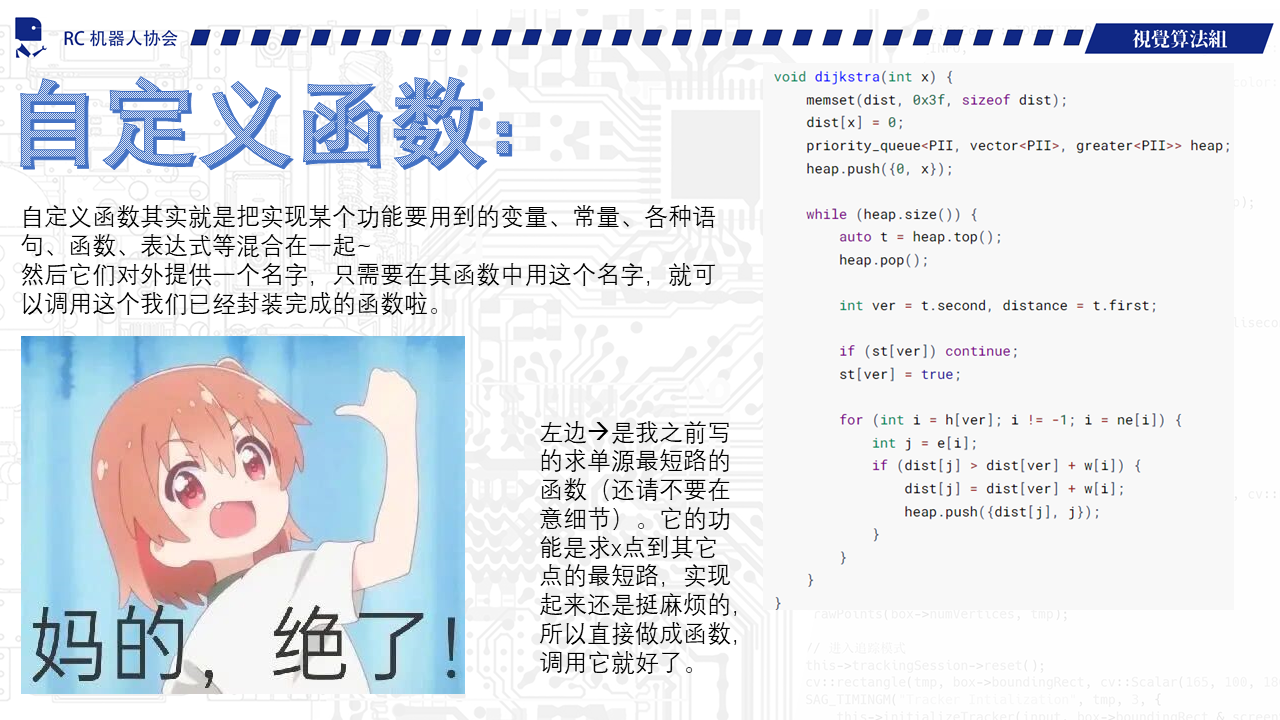 RC 机器人协会
視覺算法組
自定义函数:
自定义函数其实就是把实现某个功能要用到的变量、常量、各种语
句、函数、表达式等混合在一起~
然后它们对外提供一个名字，只需要在其函数中用这个名字，就可
以调用这个我们已经封装完成的函数啦。
妈的，绝了!
左边→是我之前写
的求单源最短路的
函数（还请不要在
意细节）。它的功
能是求x点到其它
点的最短路，实现
起来还是挺麻烦的，
所以直接做成函数，
调用它就好了。
void dijkstra(int x) {
memset(dist, 0x3f, sizeof dist);
dist[x] = 0;
priority_queue<PII, vector<PII>, greater<PII>> heap;
heap.push({0, x});
while (heap.size()) {
auto t = heap.top();
heap.pop();
int ver = t.second, distance = t.first;
if (st[ver]) continue;
st[ver] = true;
for (int i = h[ver]; i != -1; i = ne[i]) {
int j = e[i];
if (dist[j] > dist[ver] + w[i]) {
dist[j] = dist[ver] + w[i];
heap.push({dist[j], j});
}
}
}
}
rawPoints(box->numVertices, tmp);
// 进入追踪模式
this->trackingSession->reset();
cv::rectangle(tmp, box->boundingRect, cv::Scalar(165, 100, 18
SAG_TIMINGM("Tracker Intialization", tmp, 3, {
this->initializeTracker(input, box->boundingRect & screen